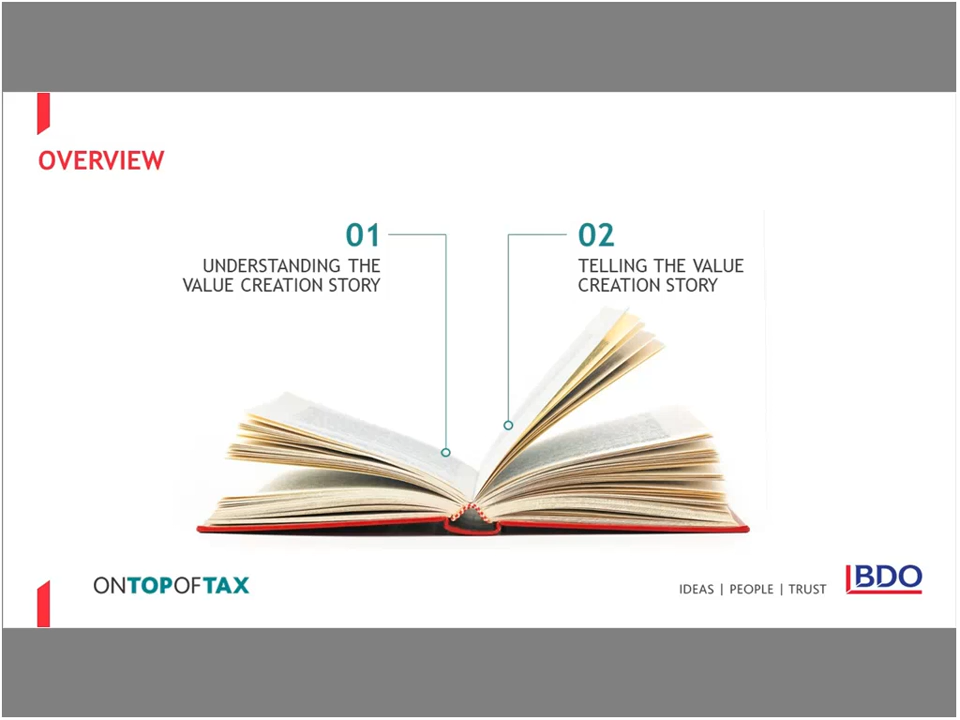 OVERVIEW
01
UNDERSTANDING THE
VALUE CREATION STORY
02
TELLING THE VALUE
CREATION STORY
ONTOPOFTAX
IDEAS | PEOPLE | TRUST
BDO